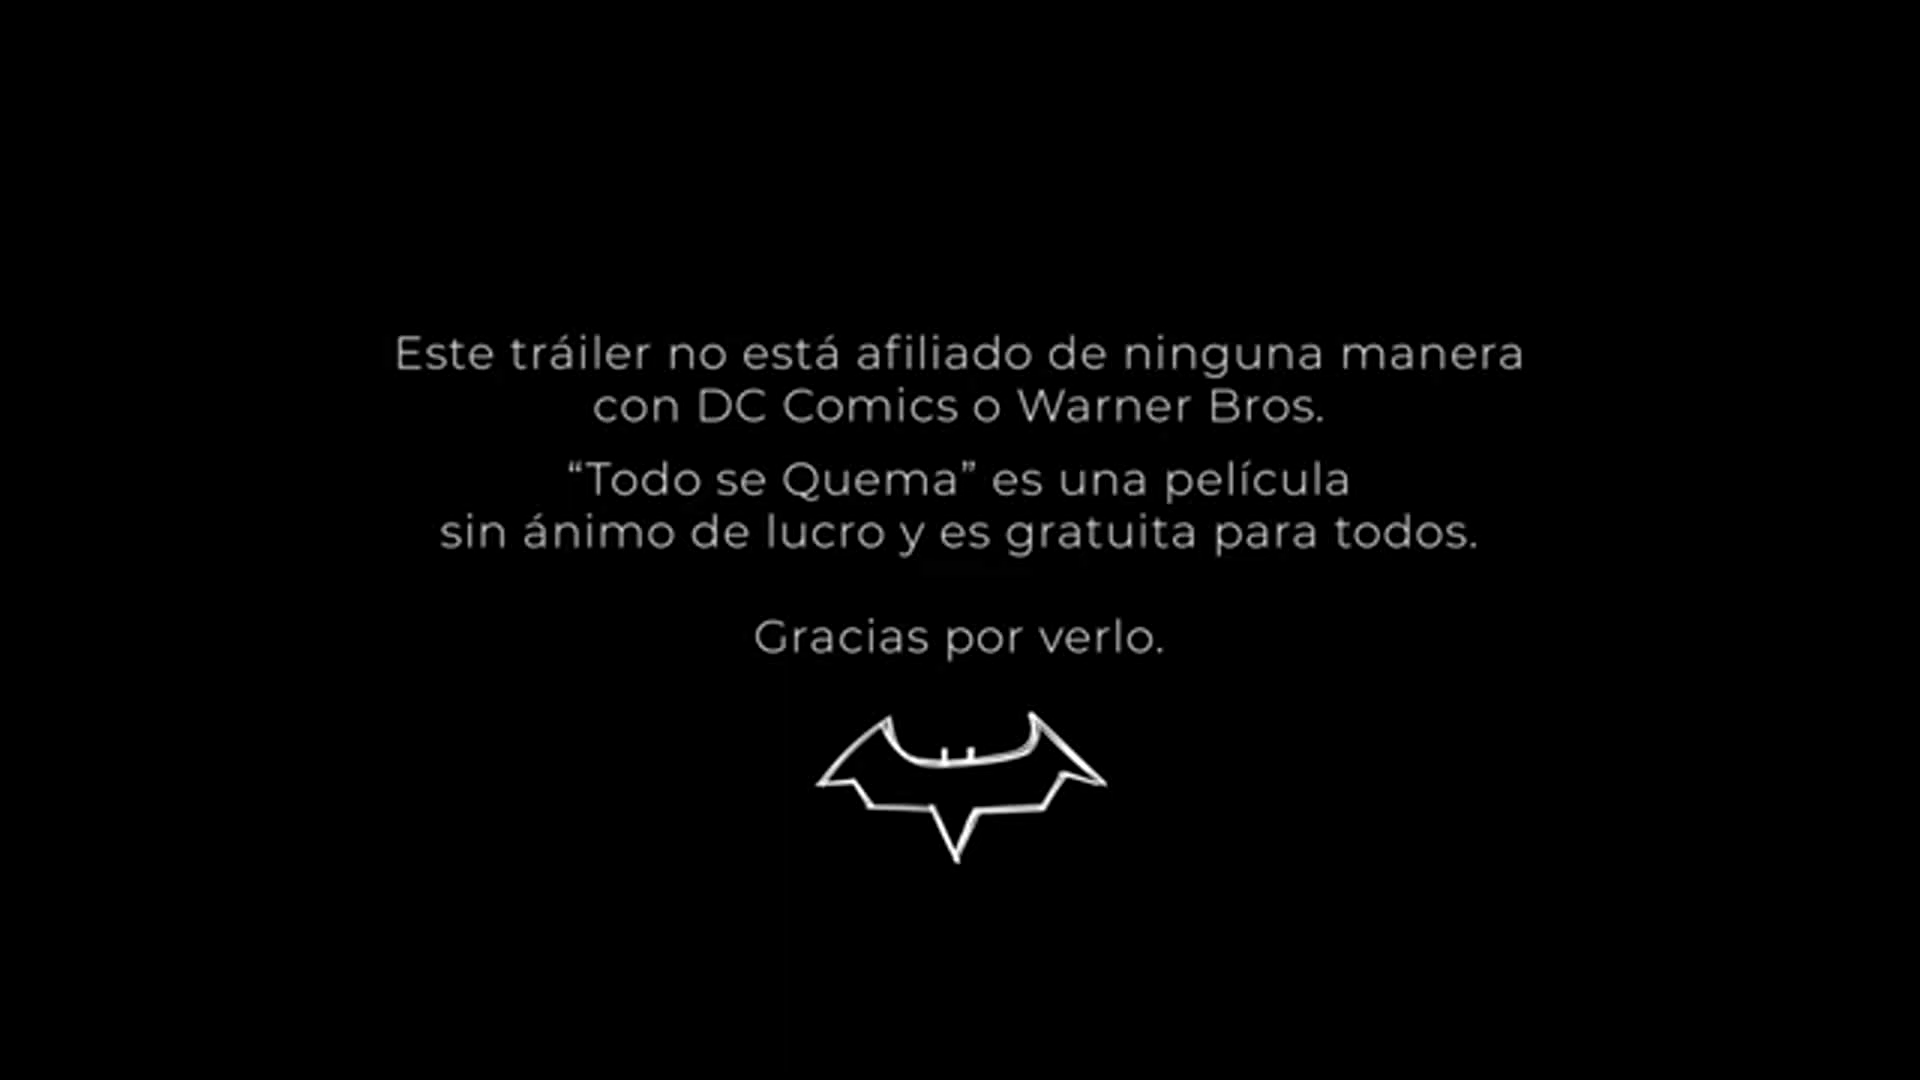 Este tráiler no está afiliado de ninguna manera
con DC Comics o Warner Bros.
“Todo se Quema” es una película
sin ánimo de lucro y es gratuita para todos.
Gracias por verlo.